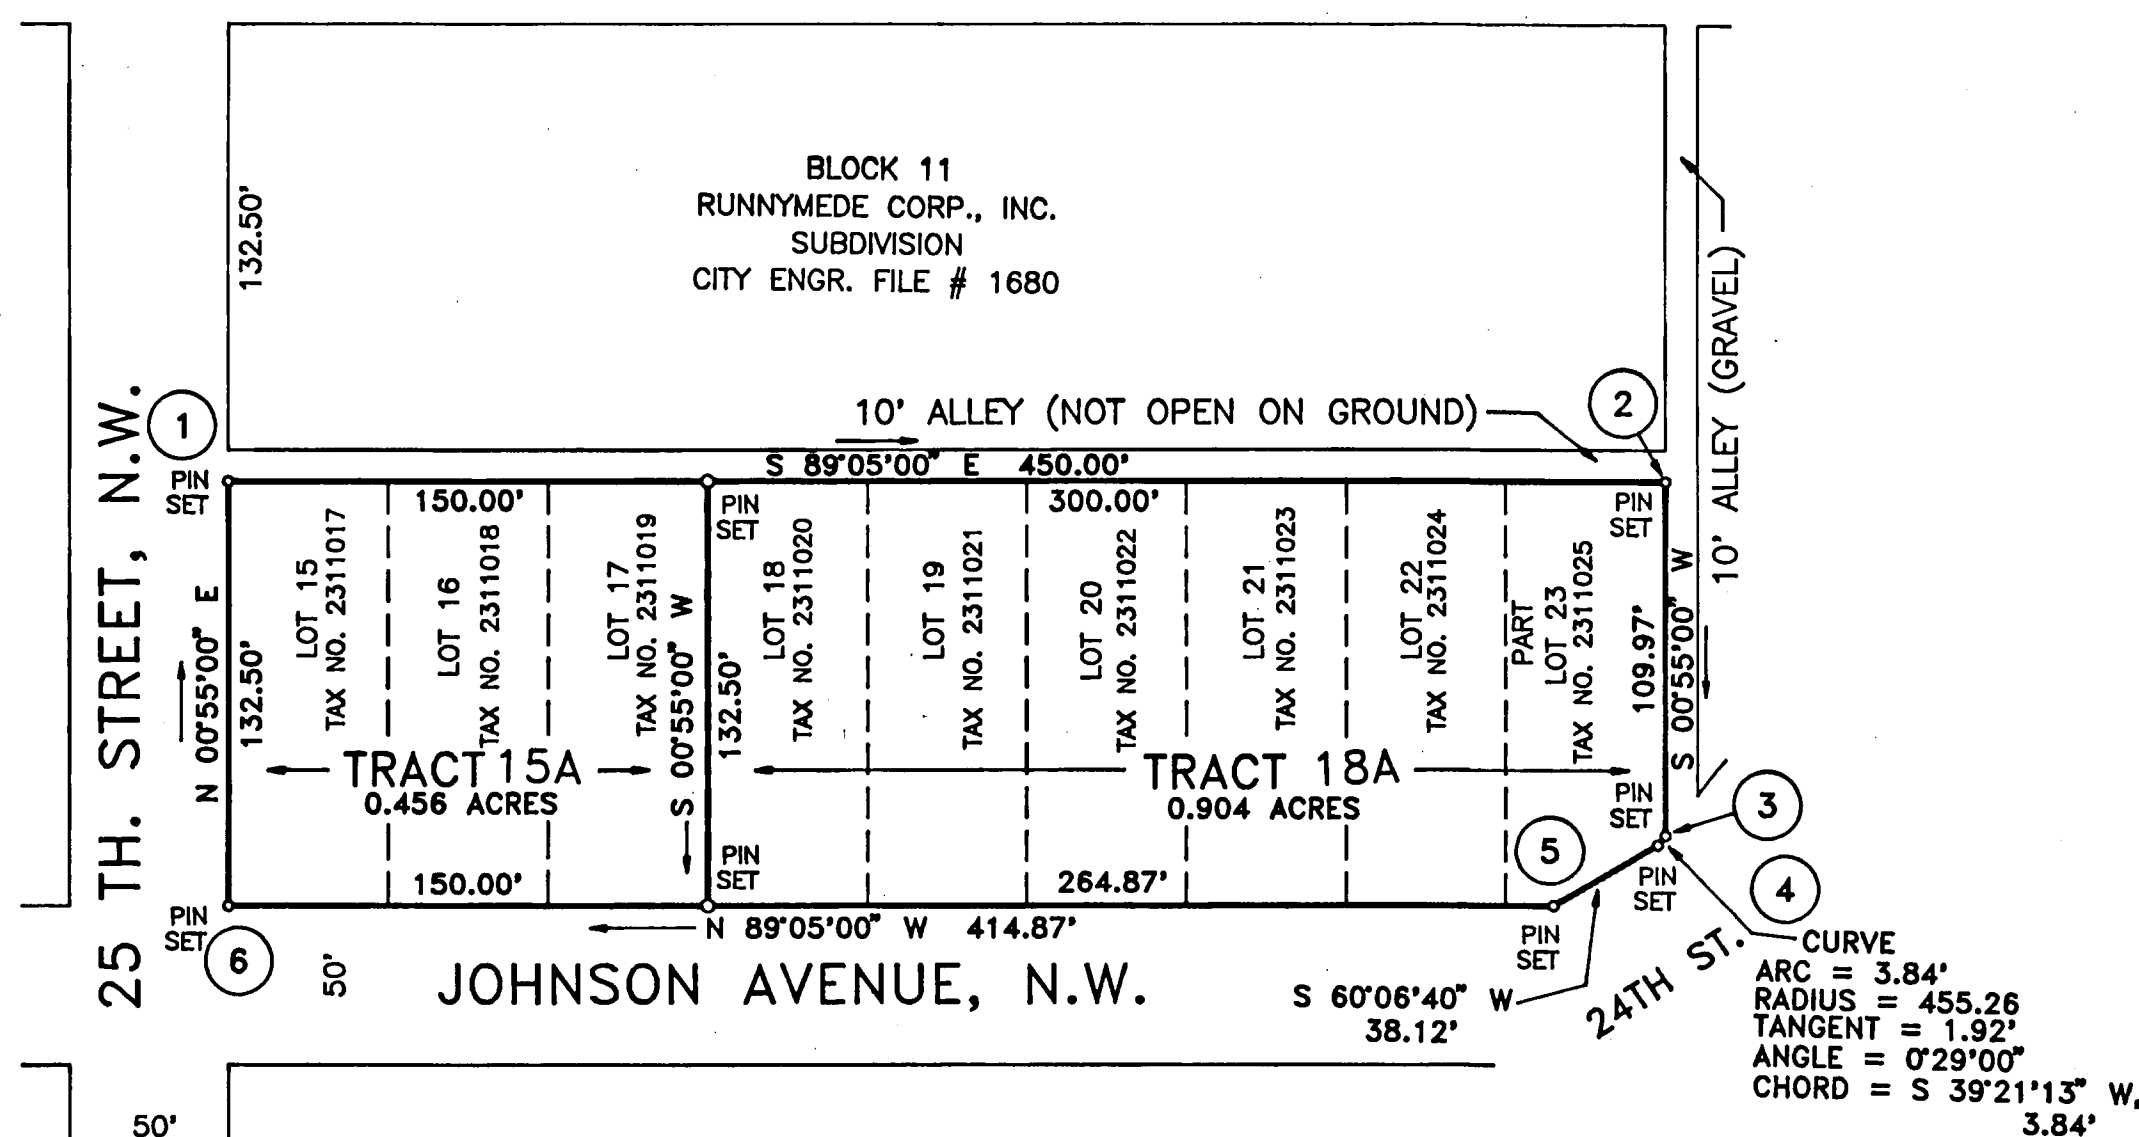 BLOCK 11
RUNNYMEDE CORP., INC.
SUBDIVISION
CITY ENGR. FILE # 1680
132.50'
10' ALLEY (GRAVEL)
25 TH. STREET, N.W.
1
10' ALLEY (NOT OPEN ON GROUND)
2
S 89°05'00" E 450.00'
PIN
SET
150.00'
PIN
SET
300.00'
PIN
SET
N 00°55'00" E
132.50'
LOT 15
TAX NO. 2311017
LOT 16
TAX NO. 2311018
LOT 17
TAX NO. 2311019
S 00°55'00" W
132.50'
LOT 18
TAX NO. 2311020
LOT 19
TAX NO. 2311021
LOT 20
TAX NO. 2311022
LOT 21
TAX NO. 2311023
LOT 22
TAX NO. 2311024
PART
LOT 23
TAX NO. 2311025
109.97'
S 00°55'00" W
TRACT 15A
0.456 ACRES
TRACT 18A
0.904 ACRES
PIN
SET
3
5
PIN
SET
4
PIN
SET
150.00'
264.87'
PIN
SET
6
N 89°05'00" W 414.87'
PIN
SET
50'
JOHNSON AVENUE, N.W.
S 60°06'40" W
38.12'
24TH ST.
CURVE
ARC = 3.84'
RADIUS = 455.26
TANGENT = 1.92'
ANGLE = 0°29'00"
CHORD = S 39°21'13" W,
3.84'
50'